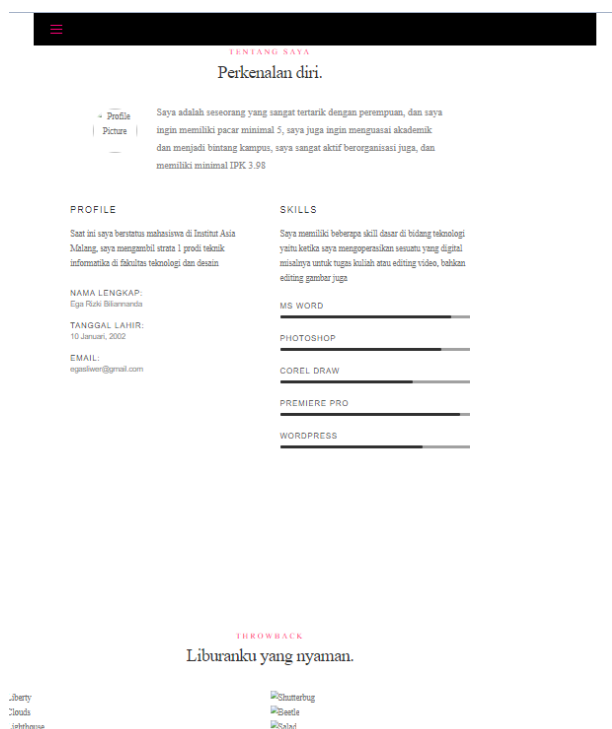 TENTANG SAYA
Perkenalan diri.
Profile
Picture
Saya adalah seseorang yang sangat tertarik dengan perempuan, dan saya
ingin memiliki pacar minimal 5, saya juga ingin menguasai akademik
dan menjadi bintang kampus, saya sangat aktif berorganisasi juga, dan
memiliki minimal IPK 3.98
PROFILE
Saat ini saya berstatus mahasiswa di Institut Asia
Malang, saya mengambil strata 1 prodi teknik
informatika di fakultas teknologi dan desain
NAMA LENGKAP:
Ega Rizki Biliannanda
TANGGAL LAHIR:
10 Januari, 2002
EMAIL:
egasliwer@gmail.com
SKILLS
Saya memiliki beberapa skill dasar di bidang teknologi
yaitu ketika saya mengoperasikan sesuatu yang digital
misalnya untuk tugas kuliah atau editing video, bahkan
editing gambar juga
MS WORD
PHOTOSHOP
COREL DRAW
PREMIERE PRO
WORDPRESS
THROWBACK
Liburanku yang nyaman.
Liberty
Clouds
Lighthouse
Shutterbug
Beetle
Salad